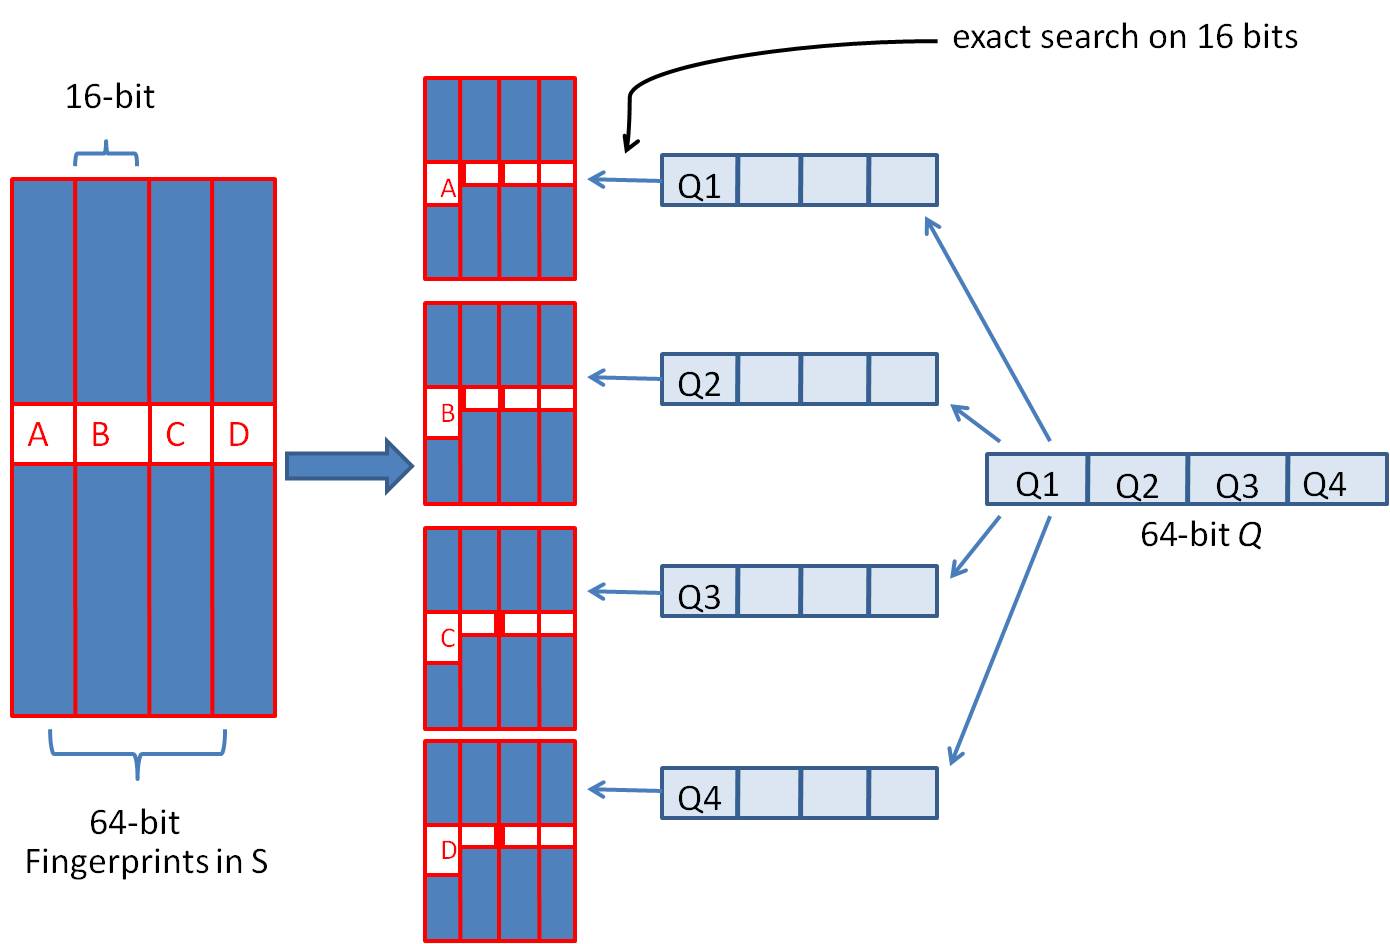 exact search on 16 bits
16-bit
A
Q1
B
Q2
A B C D
Q1 Q2 Q3 Q4
64-bit Q
C
Q3
D
Q4
64-bit
Fingerprints in S